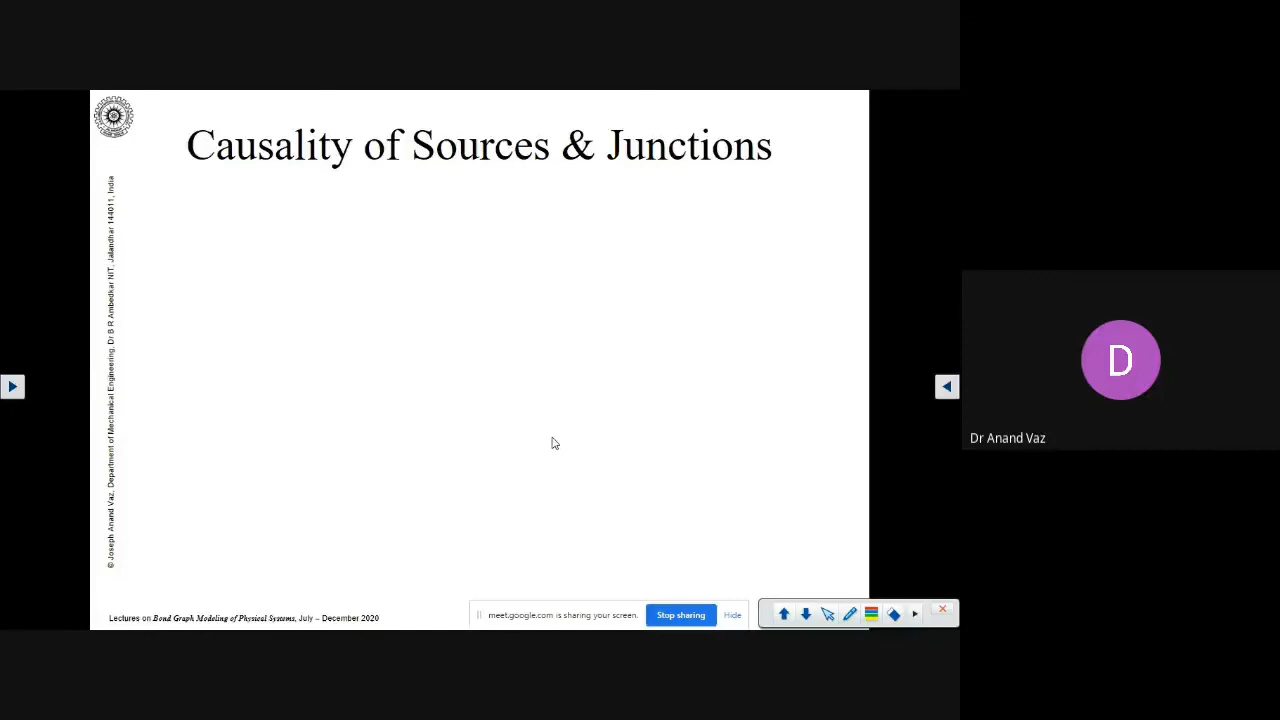 Causality of Sources & Junctions
© Joseph Anand Vaz, Department of Mechanical Engineering, Dr B R Ambedkar NIT, Jalandhar 144011, India
D
Dr Anand Vaz
meet.google.com is sharing your screen.
Stop sharing
Hide
Lectures on Bond Graph Modeling of Physical Systems, July – December 2020